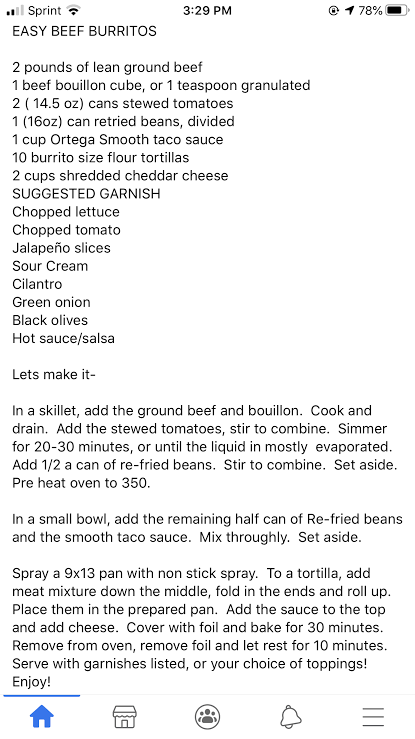 Sprint 3:29 PM 78%
EASY BEEF BURRITOS
2 pounds of lean ground beef
1 beef bouillon cube, or 1 teaspoon granulated
2 ( 14.5 oz) cans stewed tomatoes
1 (16oz) can retried beans, divided
1 cup Ortega Smooth taco sauce
10 burrito size flour tortillas
2 cups shredded cheddar cheese
SUGGESTED GARNISH
Chopped lettuce
Chopped tomato
Jalapeño slices
Sour Cream
Cilantro
Green onion
Black olives
Hot sauce/salsa
Lets make it-
In a skillet, add the ground beef and bouillon. Cook and
drain. Add the stewed tomatoes, stir to combine. Simmer
for 20-30 minutes, or until the liquid in mostly evaporated.
Add 1/2 a can of re-fried beans. Stir to combine. Set aside.
Pre heat oven to 350.
In a small bowl, add the remaining half can of Re-fried beans
and the smooth taco sauce. Mix throughly. Set aside.
Spray a 9x13 pan with non stick spray. To a tortilla, add
meat mixture down the middle, fold in the ends and roll up.
Place them in the prepared pan. Add the sauce to the top
and add cheese. Cover with foil and bake for 30 minutes.
Remove from oven, remove foil and let rest for 10 minutes.
Serve with garnishes listed, or your choice of toppings!
Enjoy!